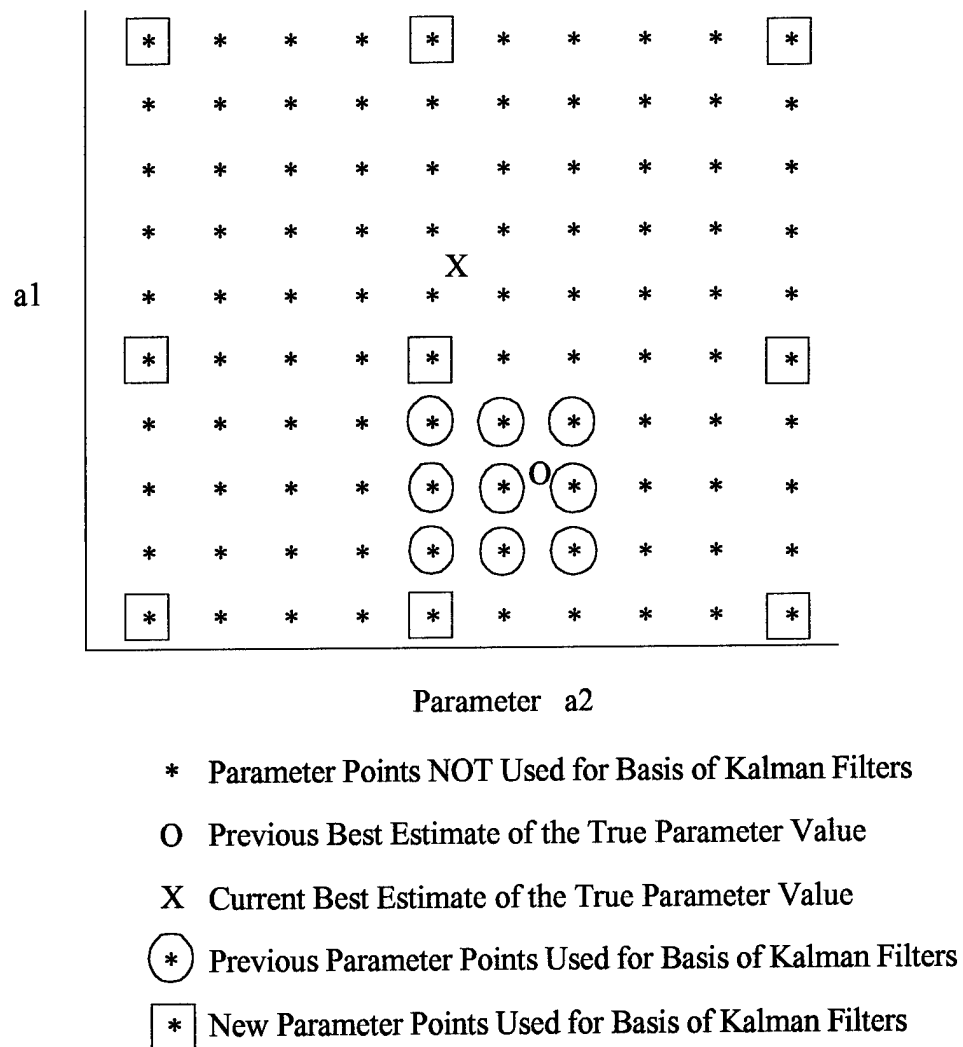 * * * * * * * * * *
* * * * * * * * * *
* * * * * * * * * *
* * * * * * * * * *
X
a1 * * * * * * * * * *
* * * * * * * * * *
* * * * * * * * * *
O
* * * * * * * * * *
* * * * * * * * * *
* * * * * * * * * *
Parameter a2
* Parameter Points NOT Used for Basis of Kalman Filters
O Previous Best Estimate of the True Parameter Value
X Current Best Estimate of the True Parameter Value
* Previous Parameter Points Used for Basis of Kalman Filters
* New Parameter Points Used for Basis of Kalman Filters